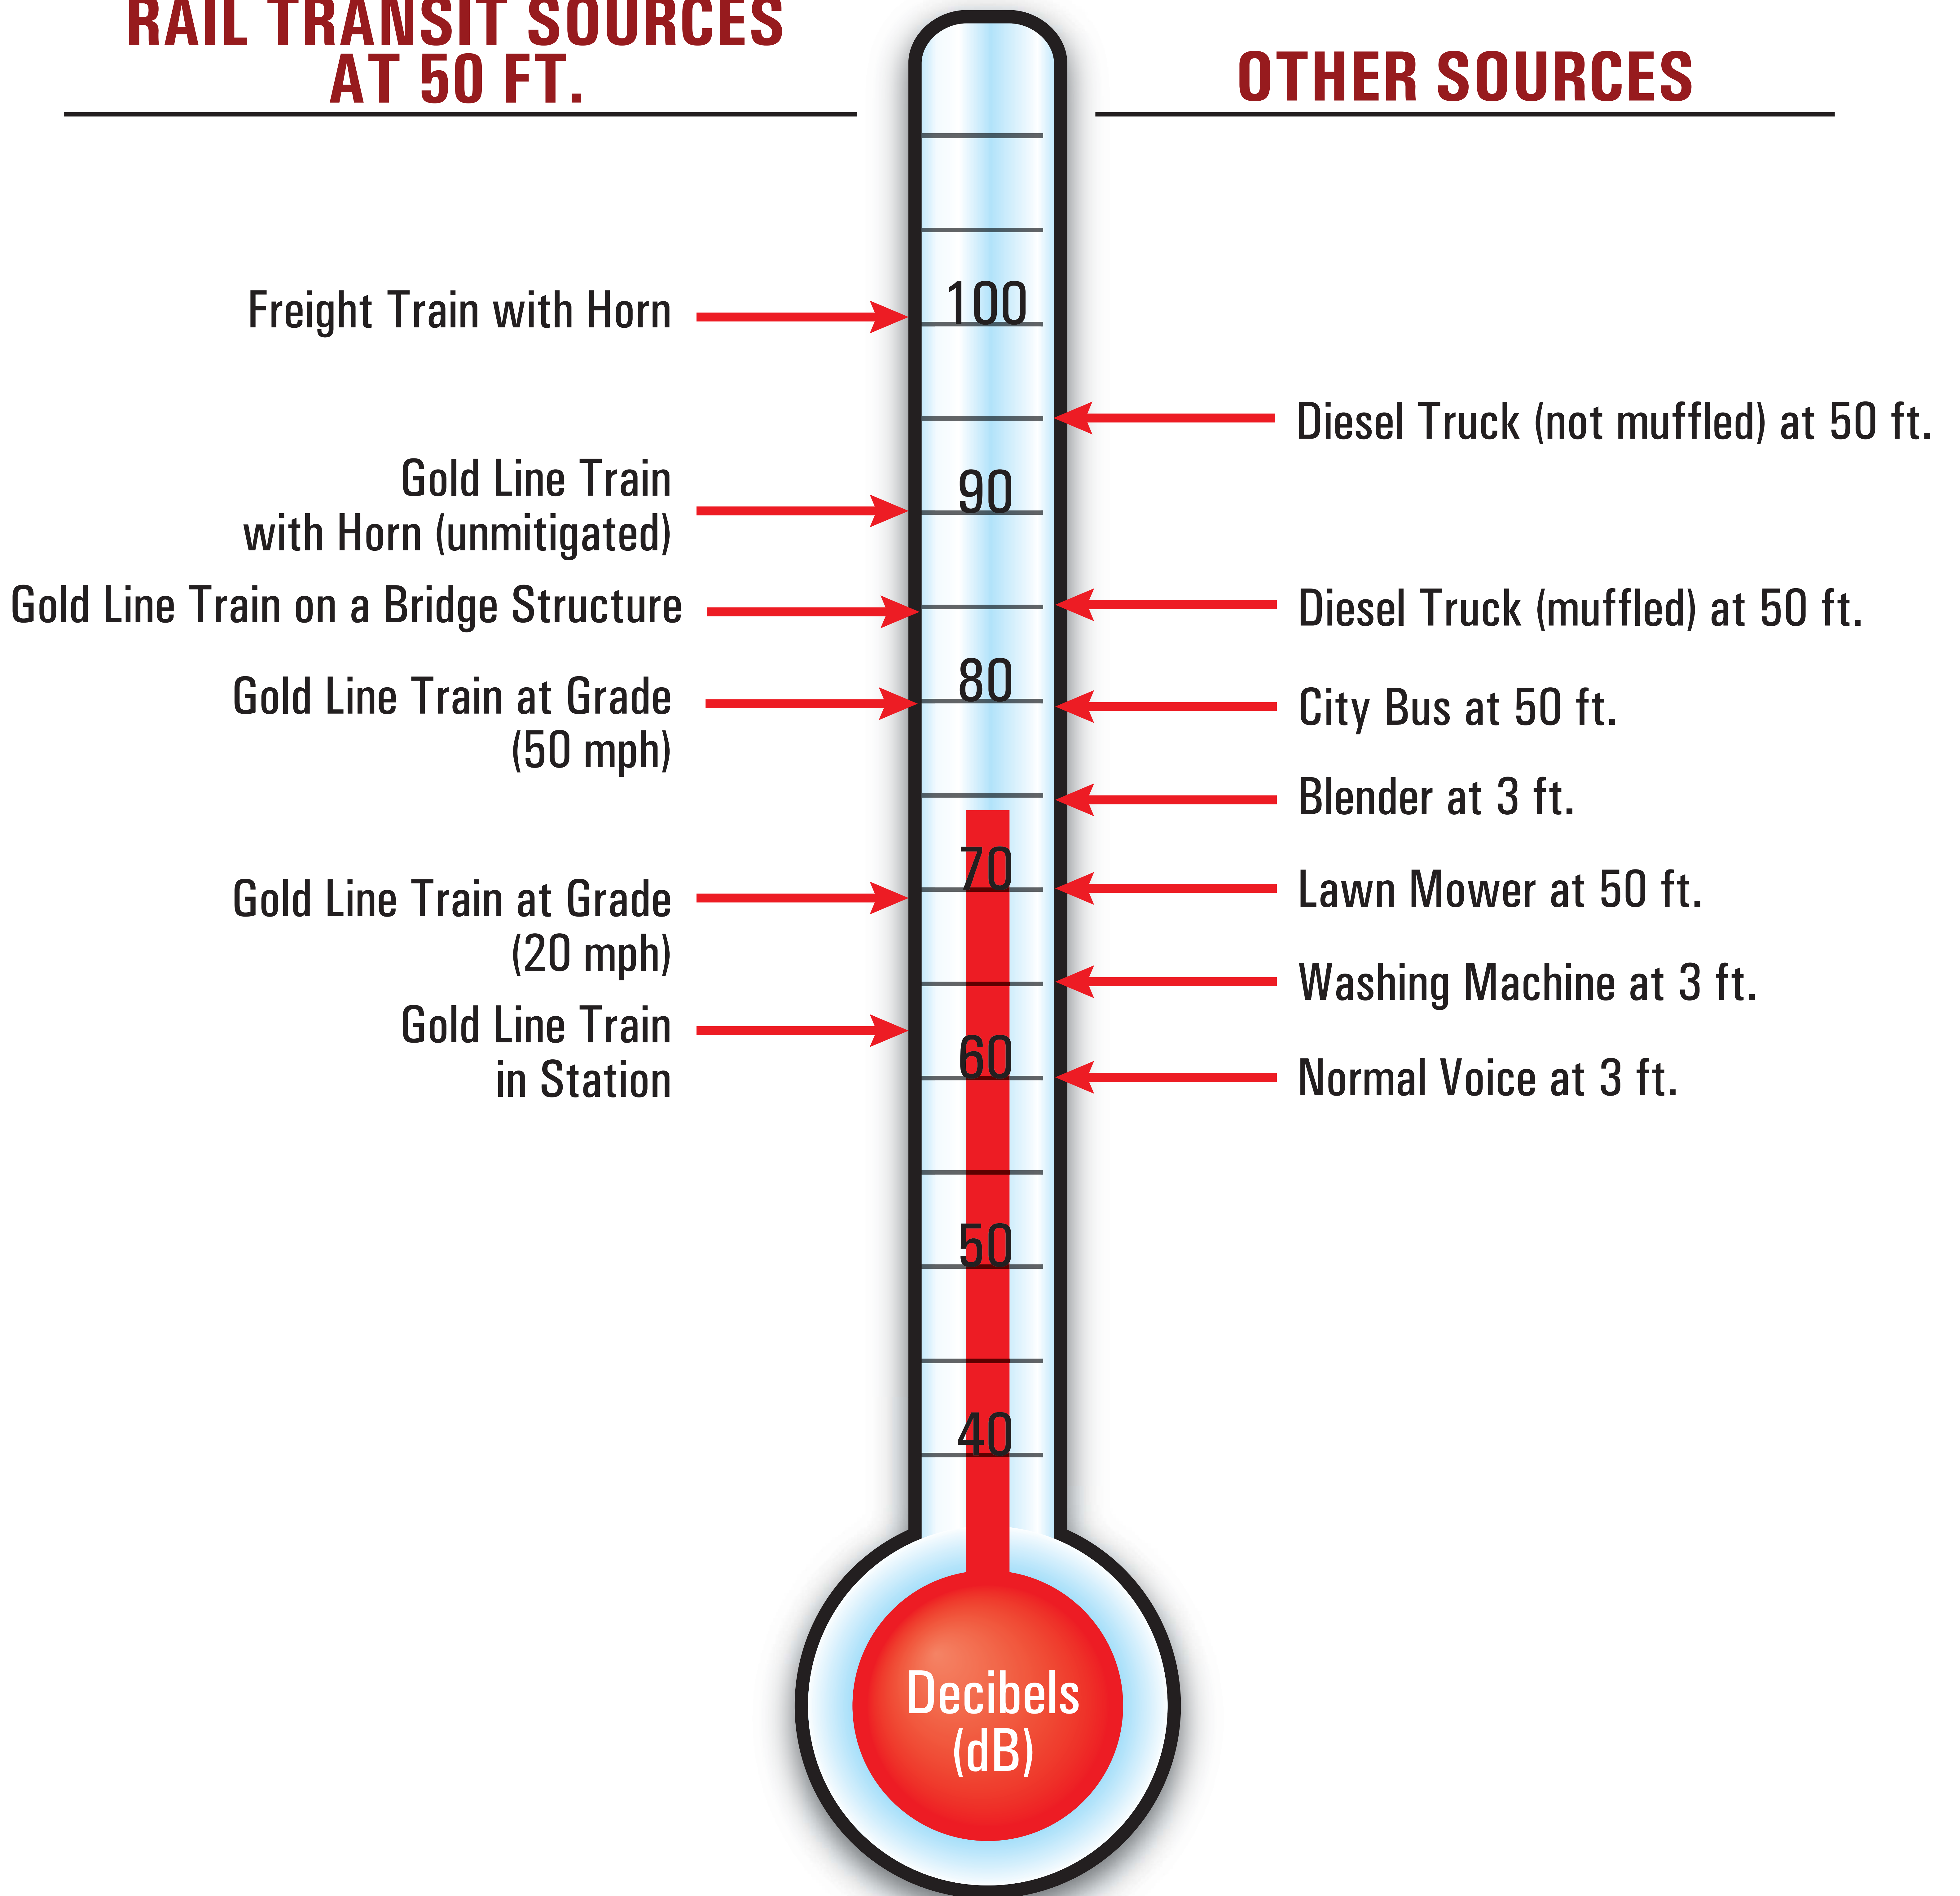 RAIL TRANSIT SOURCES
AT 50 FT.
OTHER SOURCES
Freight Train with Horn
100
Diesel Truck (not muffled) at 50 ft.
Gold Line Train
with Horn (unmitigated)
90
Gold Line Train on a Bridge Structure
Diesel Truck (muffled) at 50 ft.
Gold Line Train at Grade
(50 mph)
80
City Bus at 50 ft.
Blender at 3 ft.
70
Gold Line Train at Grade
(20 mph)
Lawn Mower at 50 ft.
Washing Machine at 3 ft.
Gold Line Train
in Station
60
Normal Voice at 3 ft.
50
40
Decibels
(dB)